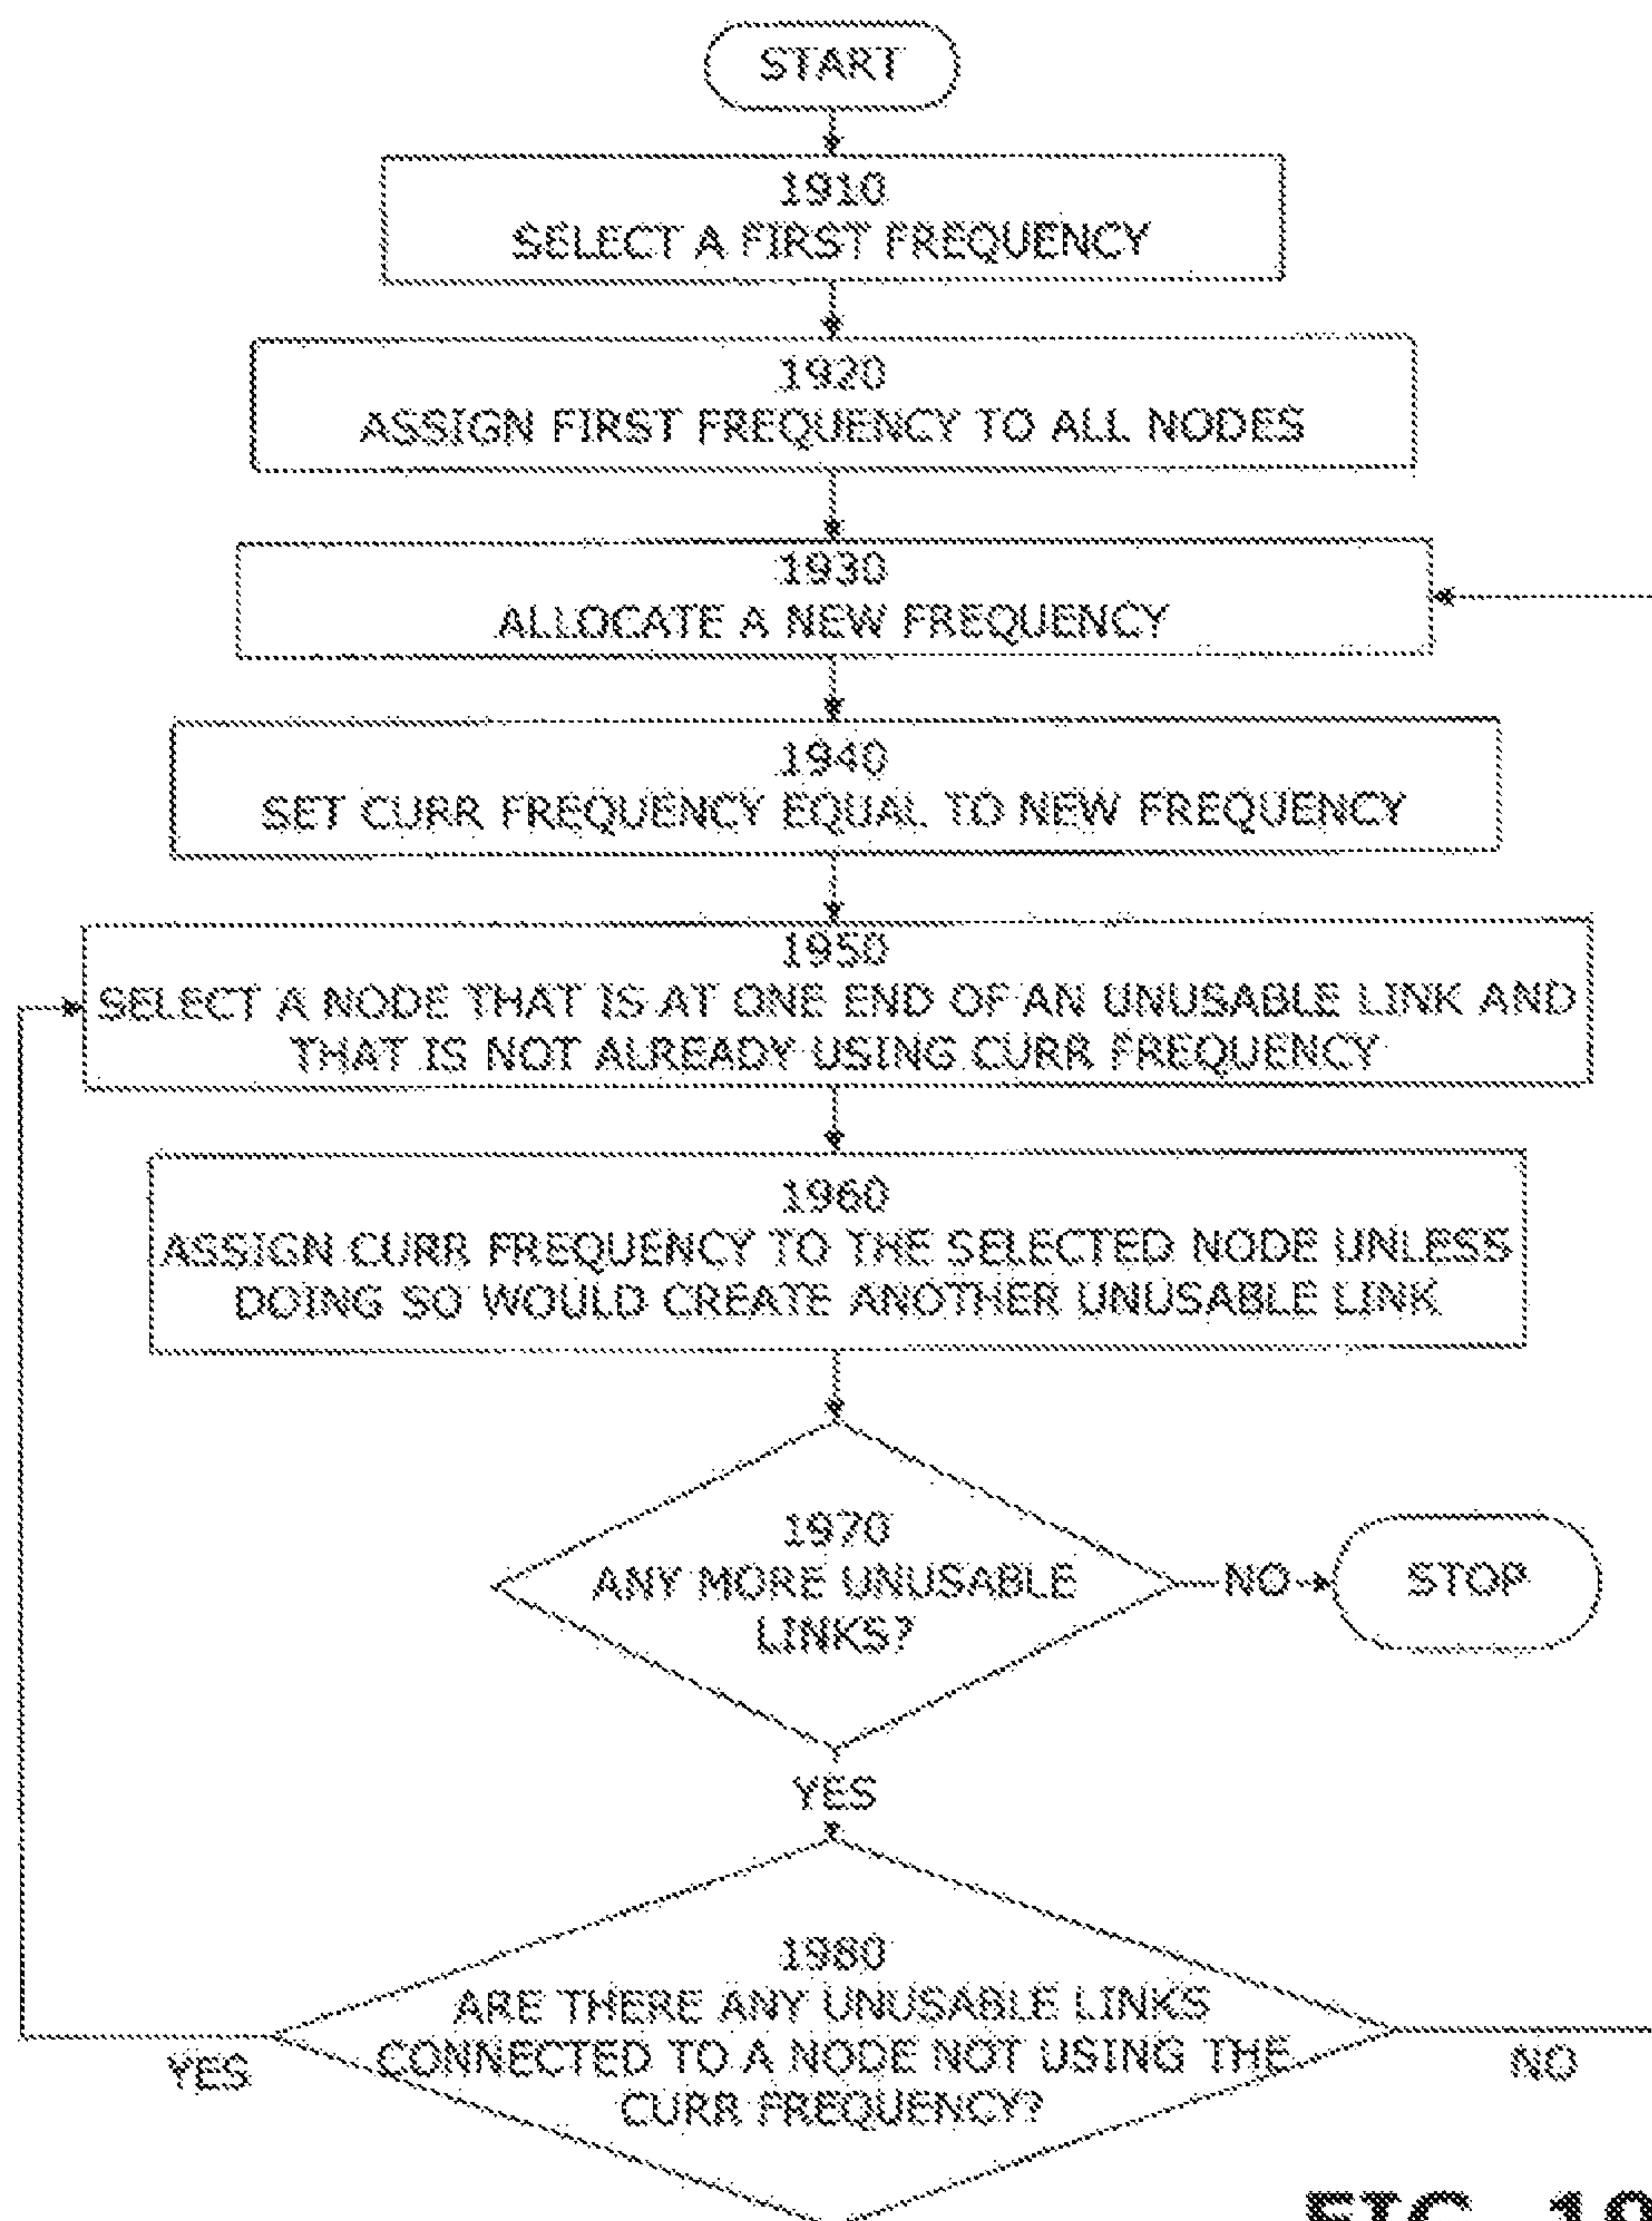 START
1910
SELECT A FIRST FREQUENCY
1920
ASSIGN FIRST FREQUENCY TO ALL NODES
1930
ALLOCATE A NEW FREQUENCY
1940
SET CURR FREQUENCY EQUAL TO NEW FREQUENCY
1950
SELECT A NODE THAT IS AT ONE END OF AN UNUSABLE LINK AND
THAT IS NOT ALREADY USING CURR FREQUENCY
1960
ASSIGN CURR FREQUENCY TO THE SELECTED NODE UNLESS
DOING SO WOULD CREATE ANOTHER UNUSABLE LINK
1970
ANY MORE UNUSABLE
LINKS?
NO
STOP
YES
1980
ARE THERE ANY UNUSABLE LINKS
CONNECTED TO A NODE NOT USING THE
CURR FREQUENCY?
YES
NO
FIG. 19